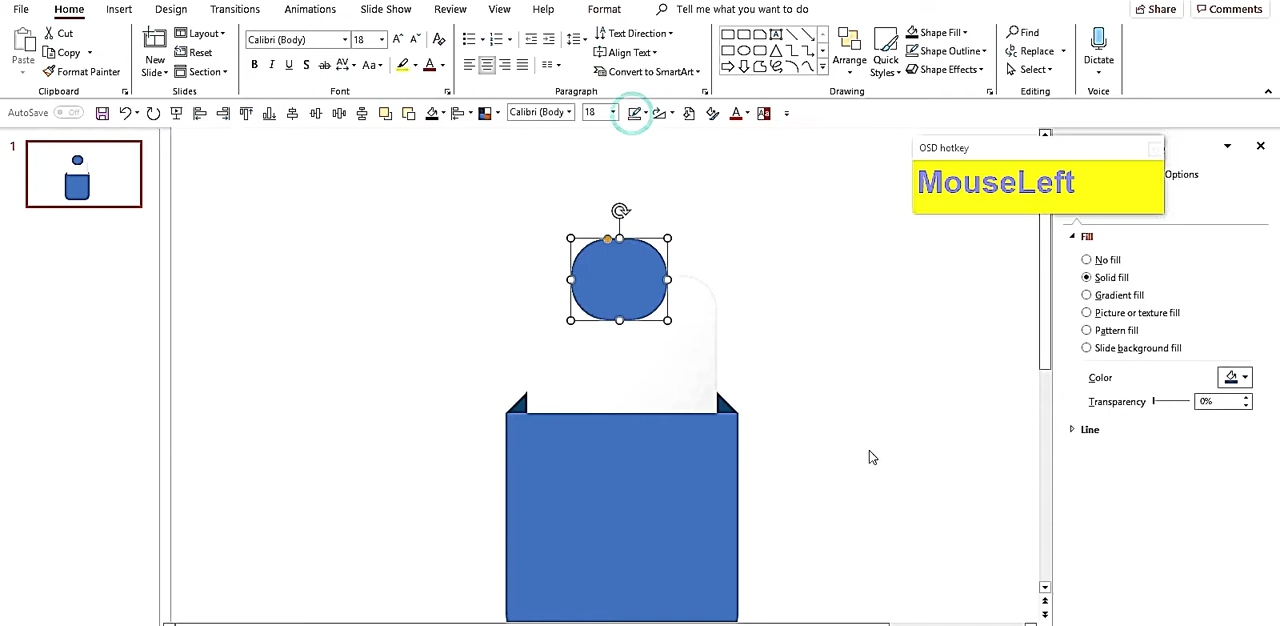 File Home Insert Design Transitions Animations Slide Show Review View Help Format Tell me what you want to do Share Comments
Paste
Cut
Copy
Format Painter
Clipboard
New
Slide
Layout
Reset
Section
Slides
Calibri (Body) 18
B I U S ab AV Aa A
Font
Text Direction
Align Text
Convert to SmartArt
Paragraph
Arrange
Quick
Styles
Shape Fill
Shape Outline
Shape Effects
Drawing
Find
Replace
Select
Editing
Dictate
Voice
AutoSave Off
Calibri (Body 18
1
OSD hotkey
MouseLeft
Options
Fill
No fill
Solid fill
Gradient fill
Picture or texture fill
Pattern fill
Slide background fill
Color
Transparency 0%
Line